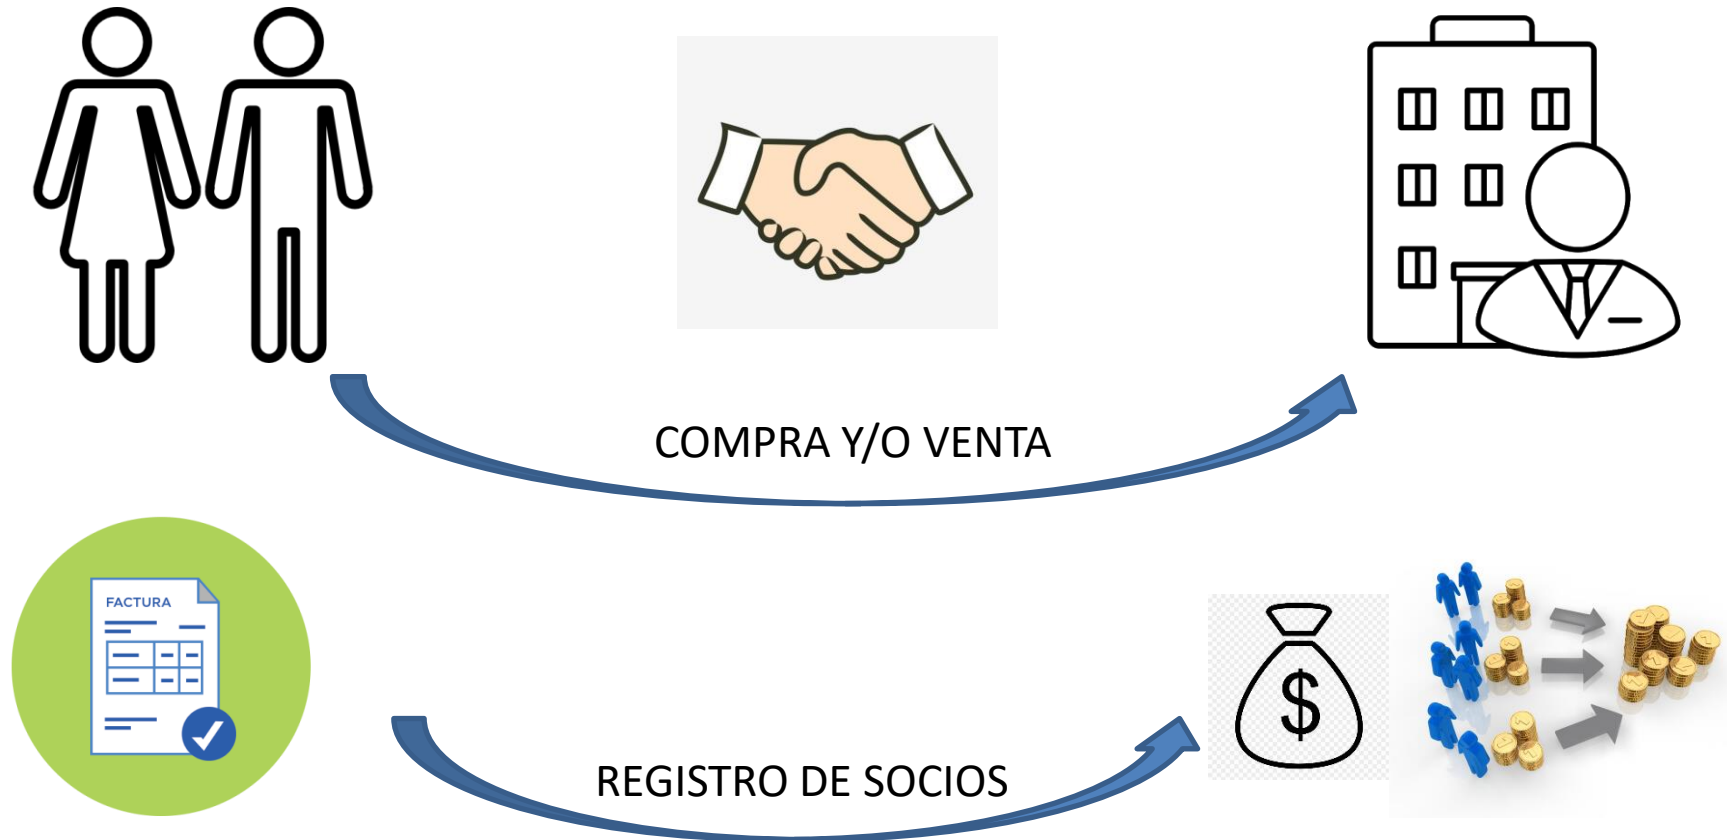 COMPRA Y/O VENTA
FACTURA
$
REGISTRO DE SOCIOS